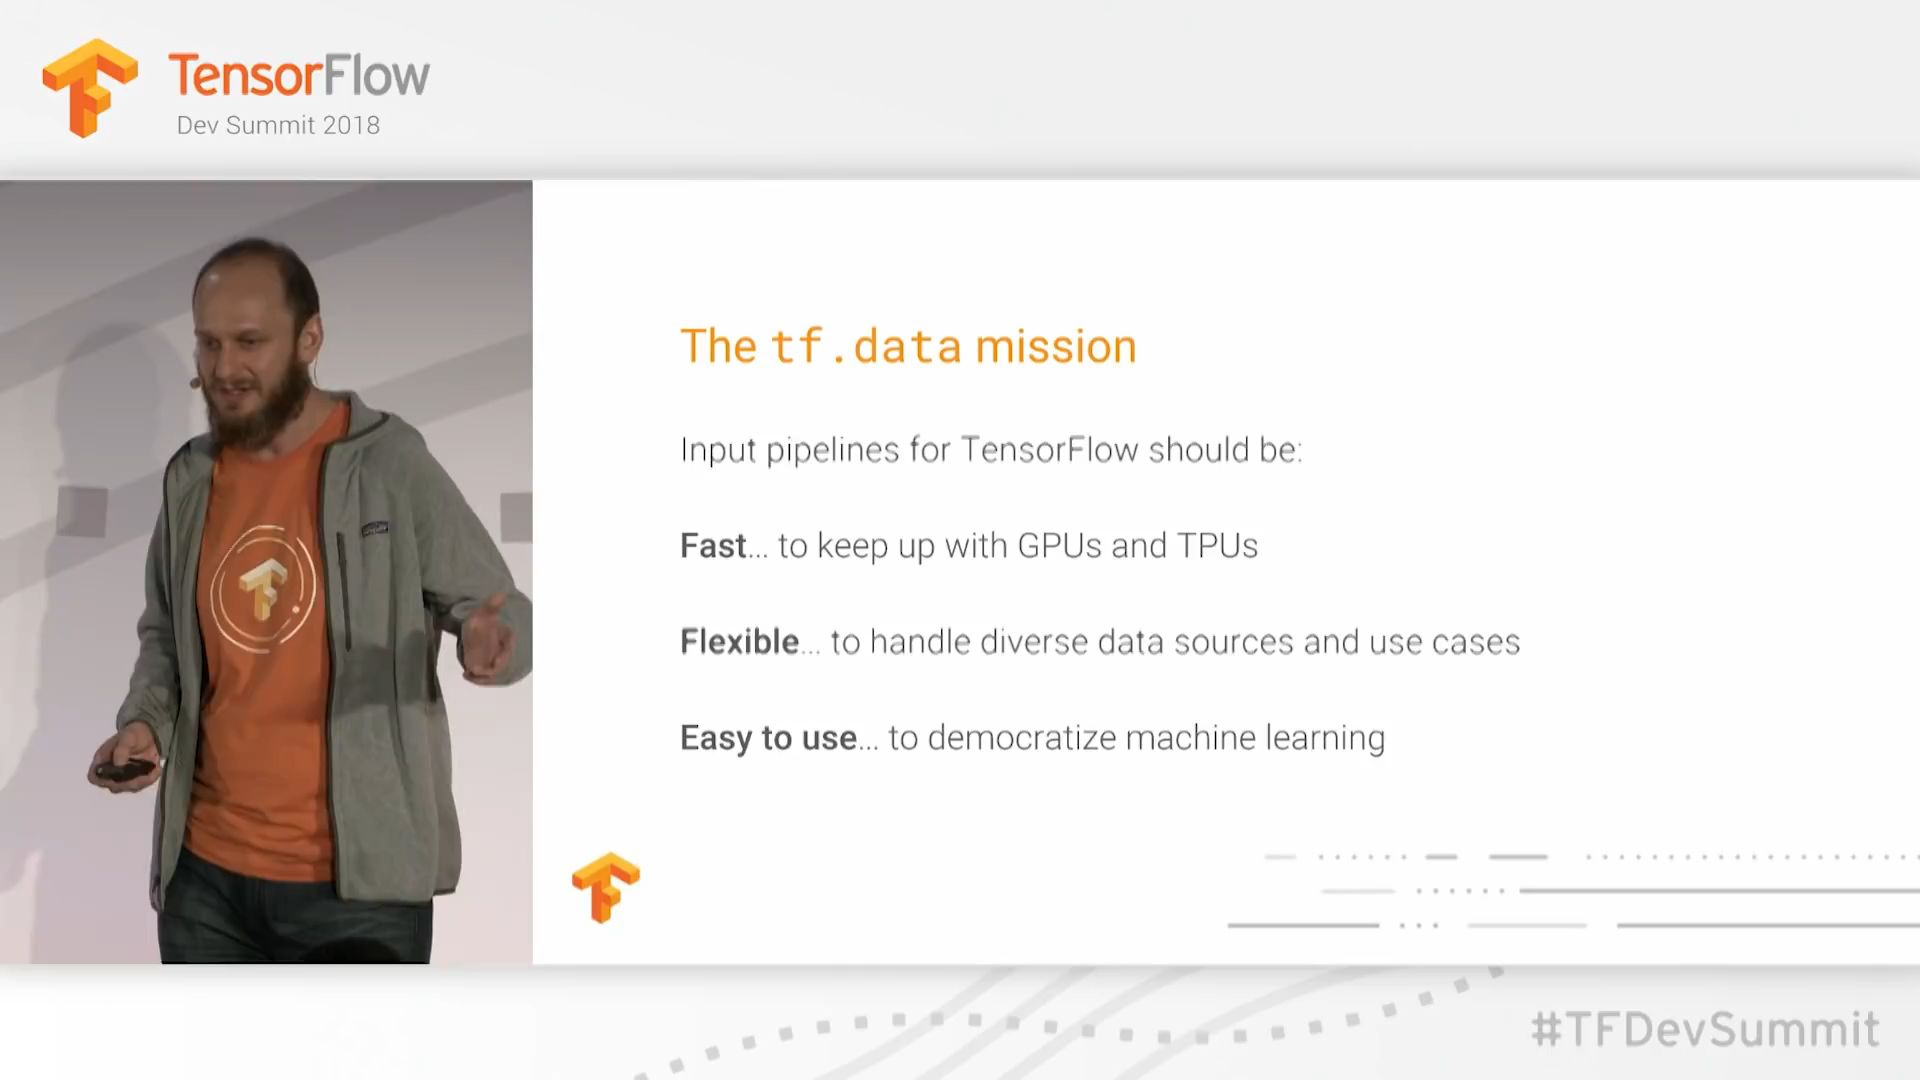 TensorFlow
Dev Summit 2018
The tf.data mission
Input pipelines for TensorFlow should be:
Fast... to keep up with GPUs and TPUs
Flexible... to handle diverse data sources and use cases
Easy to use... to democratize machine learning
#TFDevSummit